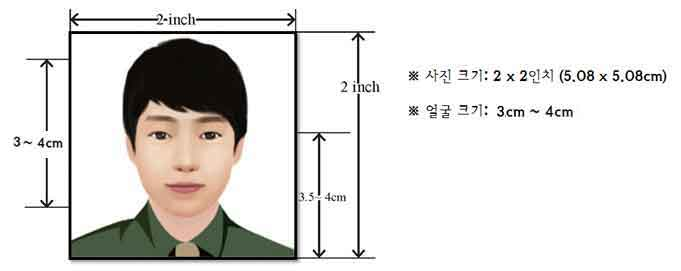 2 inch
2 inch
3 ~ 4cm
3.5~ 4cm
※ 사진 크기: 2 x 2인치 (5.08 x 5.08cm)
※ 얼굴 크기: 3cm ~ 4cm